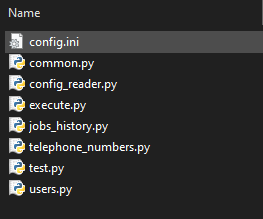 Name
config.ini
common.py
config_reader.py
execute.py
jobs_history.py
telephone_numbers.py
test.py
users.py